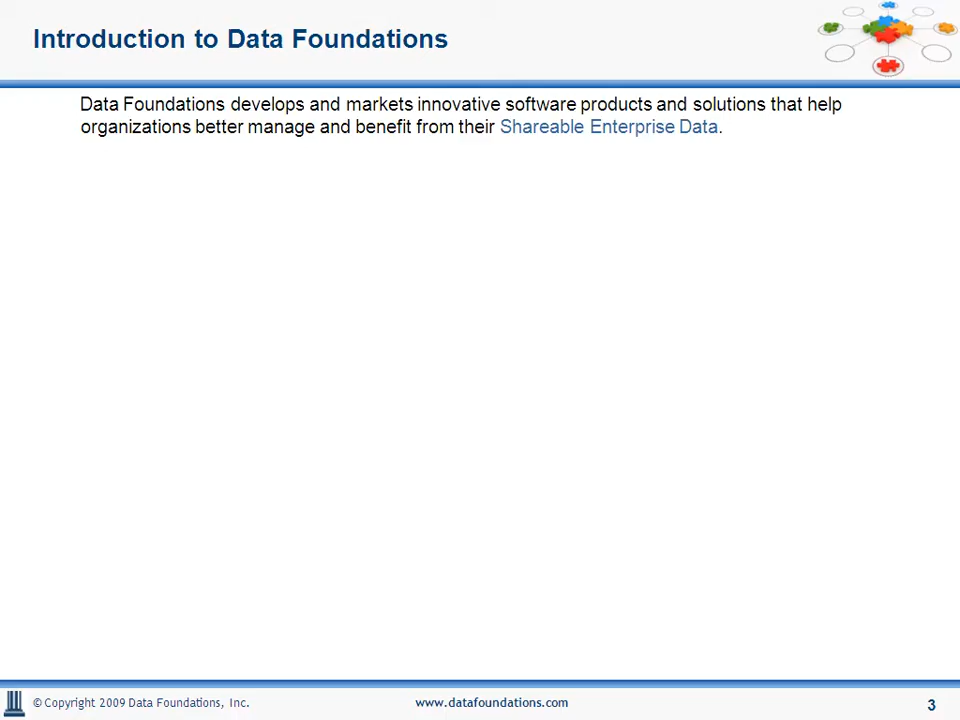 Introduction to Data Foundations
Data Foundations develops and markets innovative software products and solutions that help
organizations better manage and benefit from their Shareable Enterprise Data.
© Copyright 2009 Data Foundations, Inc.
www.datafoundations.com
3